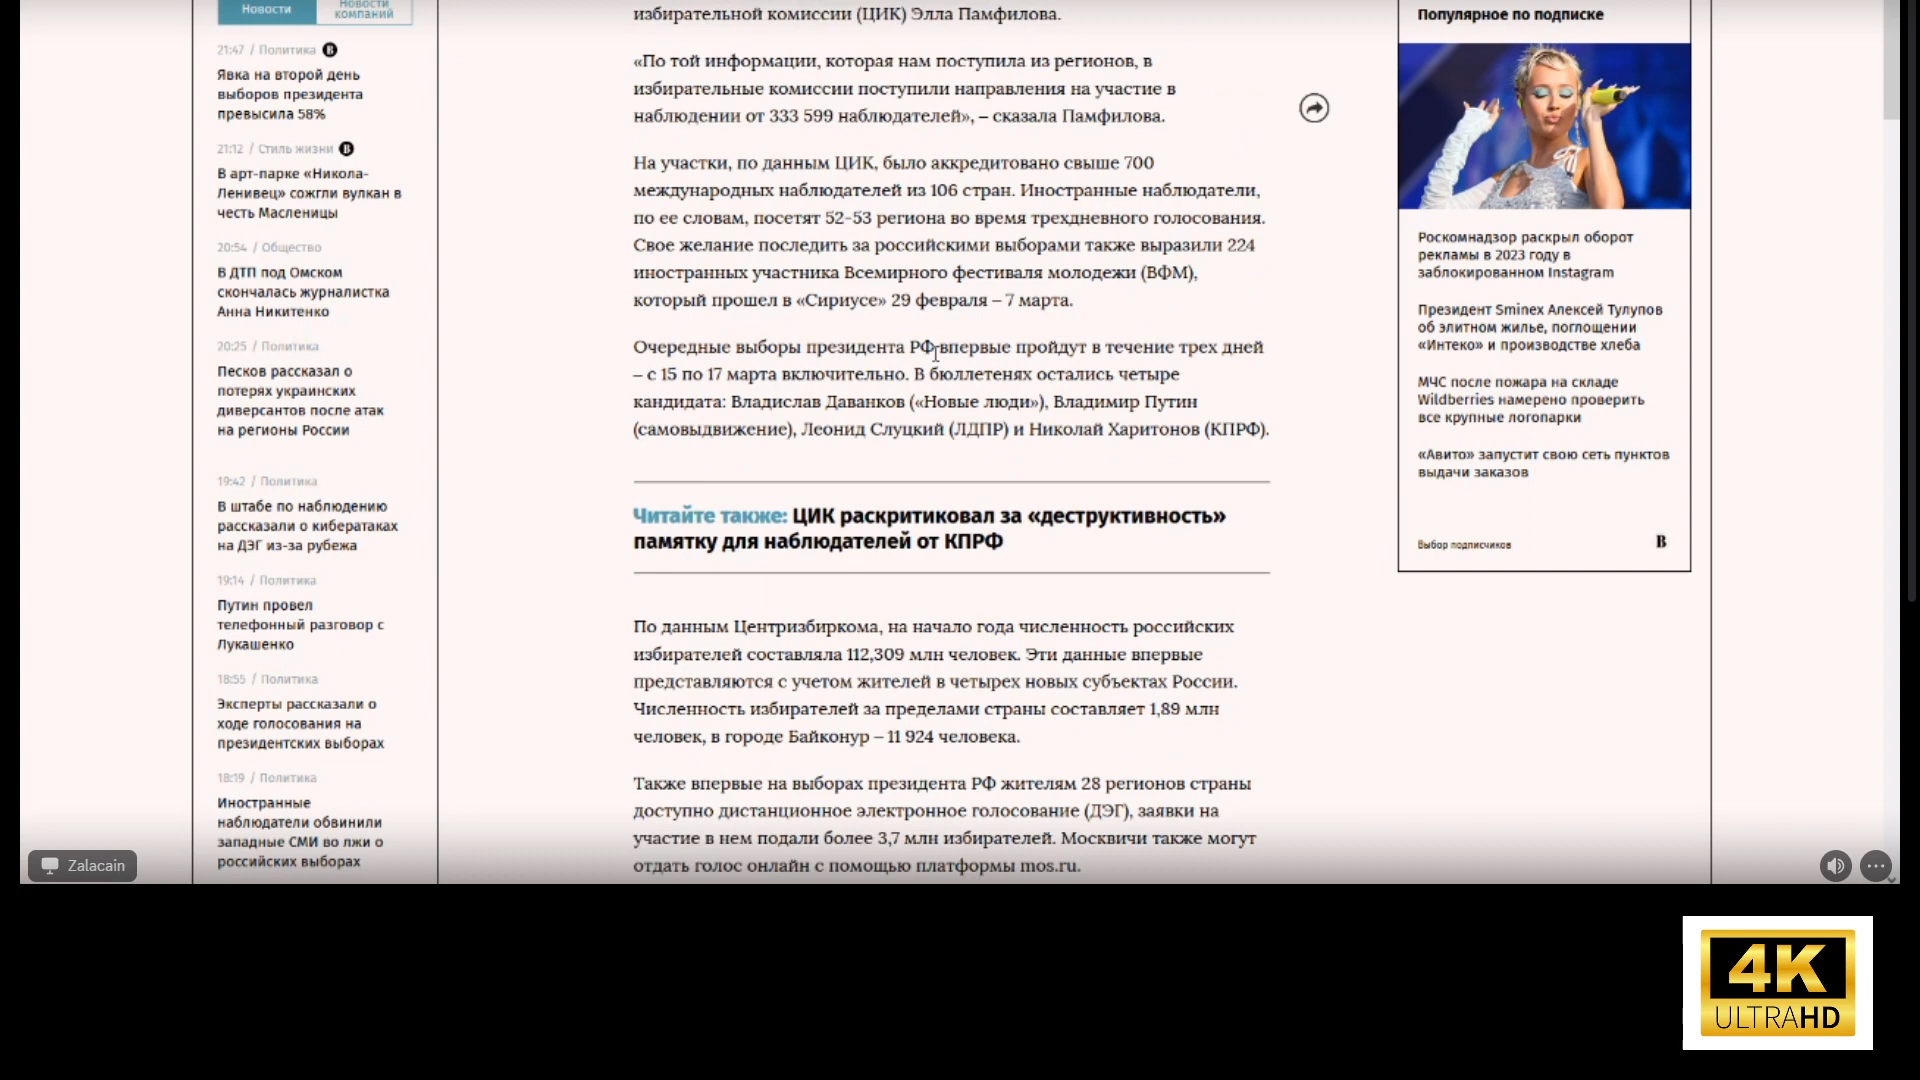 Новости
Новости
компаний
21:47 / Политика B
Явка на второй день
выборов президента
превысила 58%
21:12 / Стиль жизни B
В арт-парке «Никола-
Ленивец» сожгли вулкан в
честь Масленицы
20:54 / Общество
В ДТП под Омском
скончалась журналистка
Анна Никитенко
20:25 / Политика
Песков рассказал о
потерях украинских
диверсантов после атак
на регионы России
19:42 / Политика
В штабе по наблюдению
рассказали о кибератаках
на ДЭГ из-за рубежа
19:14 / Политика
Путин провел
телефонный разговор с
Лукашенко
18:55 / Политика
Эксперты рассказали о
ходе голосования на
президентских выборах
18:19 / Политика
Иностранные
наблюдатели обвинили
западные СМИ во лжи о
российских выборах
избирательной комиссии (ЦИК) Элла Памфилова.
«По той информации, которая нам поступила из регионов, в
избирательные комиссии поступили направления на участие в
наблюдении от 333 599 наблюдателей», – сказала Памфилова.
На участки, по данным ЦИК, было аккредитовано свыше 700
международных наблюдателей из 106 стран. Иностранные наблюдатели,
по ее словам, посетят 52-53 региона во время трехдневного голосования.
Свое желание последить за российскими выборами также выразили 224
иностранных участника Всемирного фестиваля молодежи (ВФМ),
который прошел в «Сириусе» 29 февраля – 7 марта.
Очередные выборы президента РФ впервые пройдут в течение трех дней
– с 15 по 17 марта включительно. В бюллетенях остались четыре
кандидата: Владислав Даванков («Новые люди»), Владимир Путин
(самовыдвижение), Леонид Слуцкий (ЛДПР) и Николай Харитонов (КПРФ).
Читайте также: ЦИК раскритиковал за «деструктивность»
памятку для наблюдателей от КПРФ
По данным Центризбиркома, на начало года численность российских
избирателей составляла 112,309 млн человек. Эти данные впервые
представляются с учетом жителей в четырех новых субъектах России.
Численность избирателей за пределами страны составляет 1,89 млн
человек, в городе Байконур – 11 924 человека.
Также впервые на выборах президента РФ жителям 28 регионов страны
доступно дистанционное электронное голосование (ДЭГ), заявки на
участие в нем подали более 3,7 млн избирателей. Москвичи также могут
отдать голос онлайн с помощью платформы mos.ru.
Популярное по подписке
Роскомнадзор раскрыл оборот
рекламы в 2023 году в
заблокированном Instagram
Президент Sminex Алексей Тулупов
об элитном жилье, поглощении
«Интеко» и производстве хлеба
МЧС после пожара на складе
Wildberries намерено проверить
все крупные логопарки
«Авито» запустит свою сеть пунктов
выдачи заказов
Выбор подписчиков B
Zalacain
4K
ULTRAHD